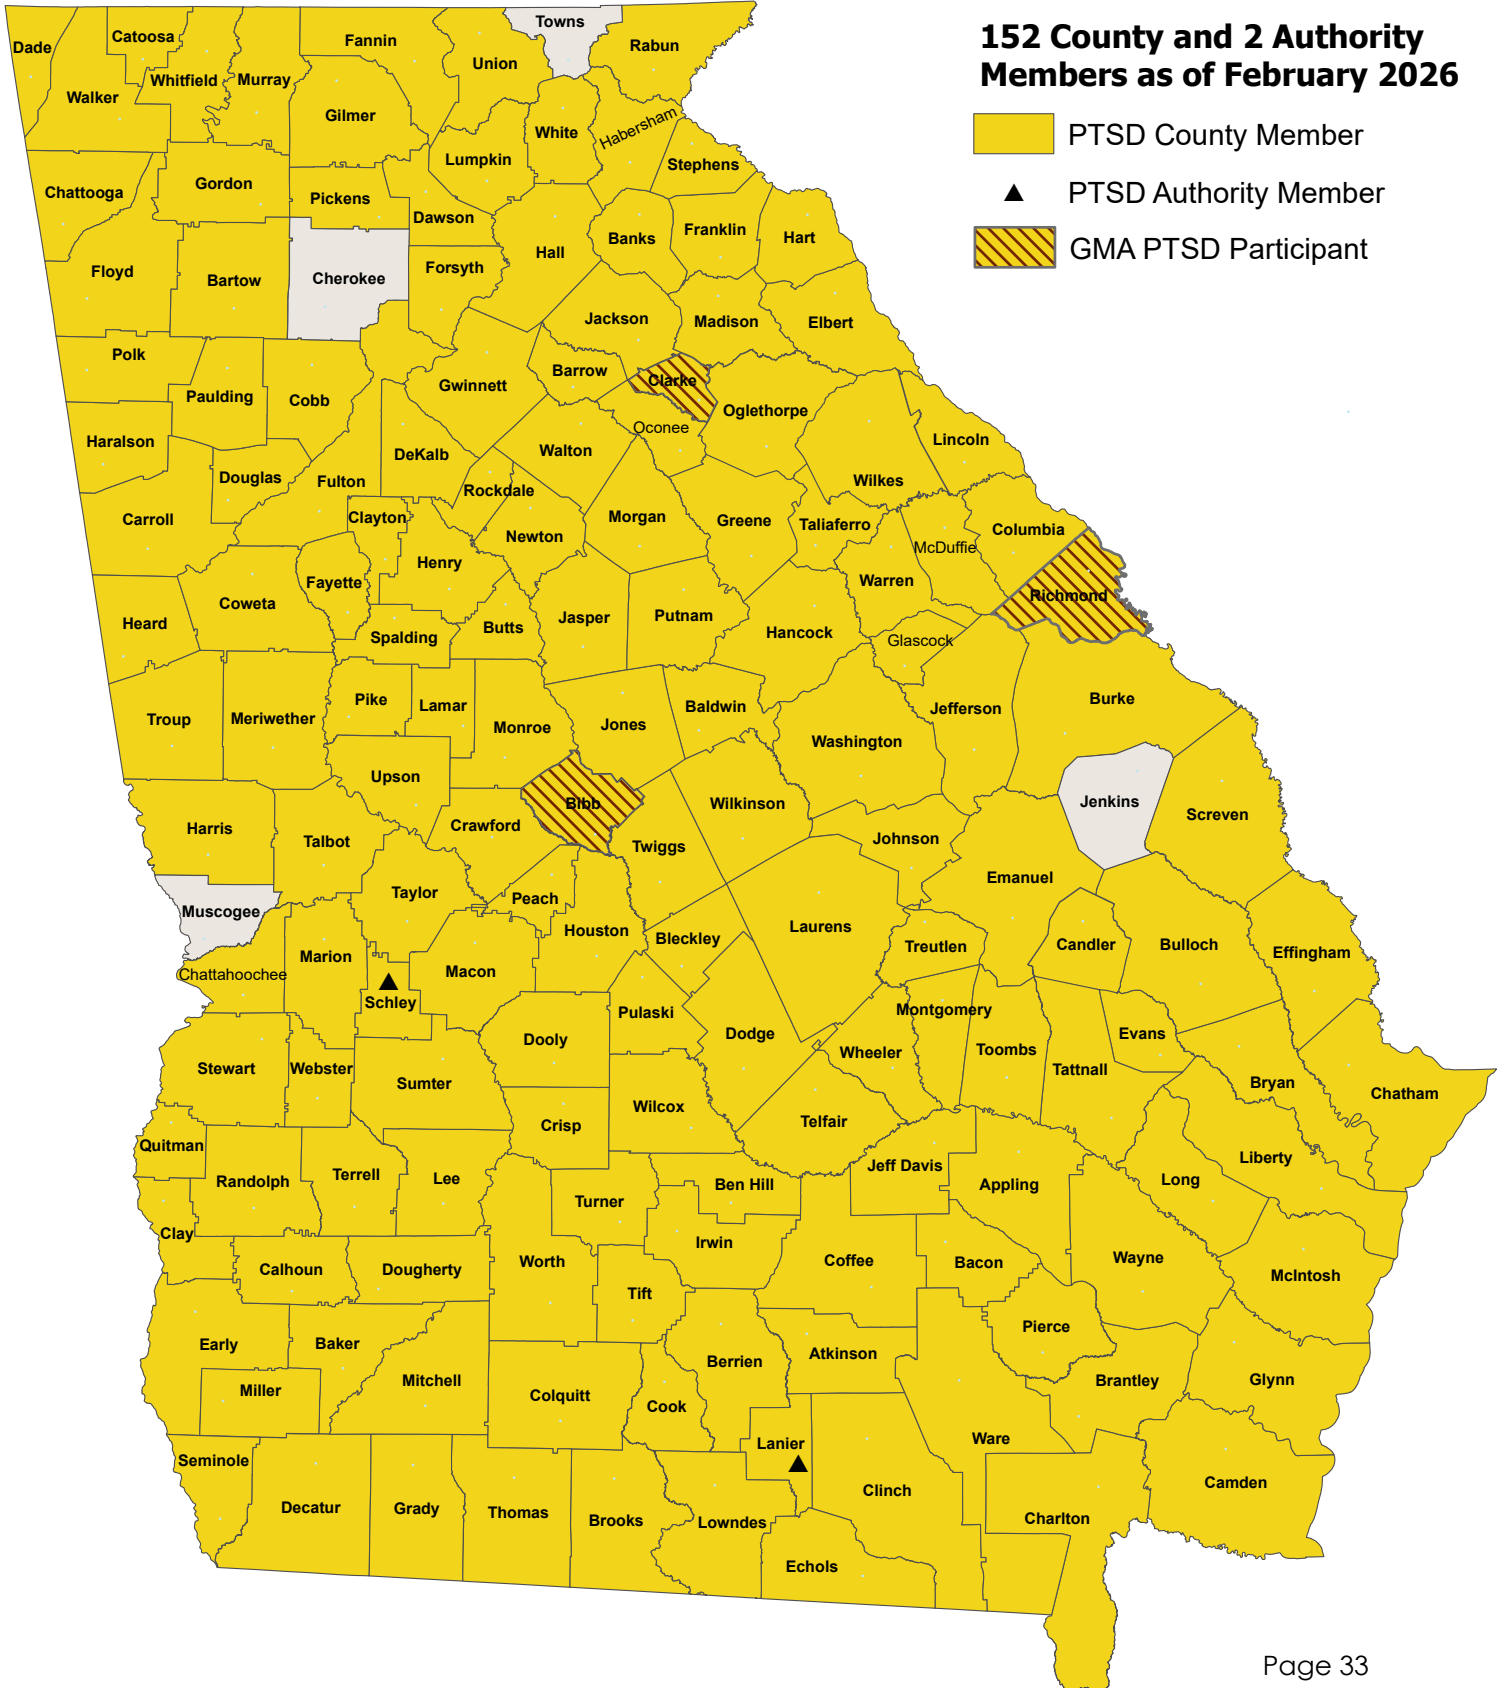 152 County and 2 Authority
Members as of February 2026
PTSD County Member
PTSD Authority Member
GMA PTSD Participant
Dade
Catoosa
Whitfield
Murray
Fannin
Union
Towns
Rabun
Walker
Gilmer
White
Habersham
Lumpkin
Stephens
Chattooga
Gordon
Pickens
Dawson
Hall
Banks
Franklin
Hart
Floyd
Bartow
Cherokee
Forsyth
Jackson
Madison
Elbert
Polk
Paulding
Cobb
Gwinnett
Barrow
Clarke
Oglethorpe
Oconee
Haralson
Douglas
Fulton
DeKalb
Walton
Rockdale
Wilkes
Lincoln
Carroll
Clayton
Henry
Newton
Morgan
Greene
Taliaferro
McDuffie
Columbia
Warren
Richmond
Heard
Coweta
Fayette
Spalding
Butts
Jasper
Putnam
Hancock
Glascock
Troup
Meriwether
Pike
Lamar
Monroe
Jones
Baldwin
Washington
Jefferson
Burke
Upson
Bibb
Wilkinson
Jenkins
Screven
Harris
Talbot
Crawford
Twiggs
Johnson
Emanuel
Muscogee
Taylor
Peach
Houston
Bleckley
Laurens
Treutlen
Candler
Bulloch
Effingham
Chattahoochee
Marion
Schley
Macon
Pulaski
Dodge
Montgomery
Wheeler
Toombs
Tattnall
Evans
Bryan
Chatham
Stewart
Webster
Sumter
Dooly
Crisp
Wilcox
Telfair
Quitman
Randolph
Terrell
Lee
Turner
Ben Hill
Jeff Davis
Appling
Long
Liberty
Clay
Calhoun
Dougherty
Worth
Tift
Irwin
Coffee
Bacon
Wayne
McIntosh
Early
Baker
Miller
Mitchell
Colquitt
Cook
Berrien
Atkinson
Pierce
Brantley
Glynn
Seminole
Decatur
Grady
Thomas
Brooks
Lowndes
Lanier
Clinch
Ware
Echols
Charlton
Camden
Page 33